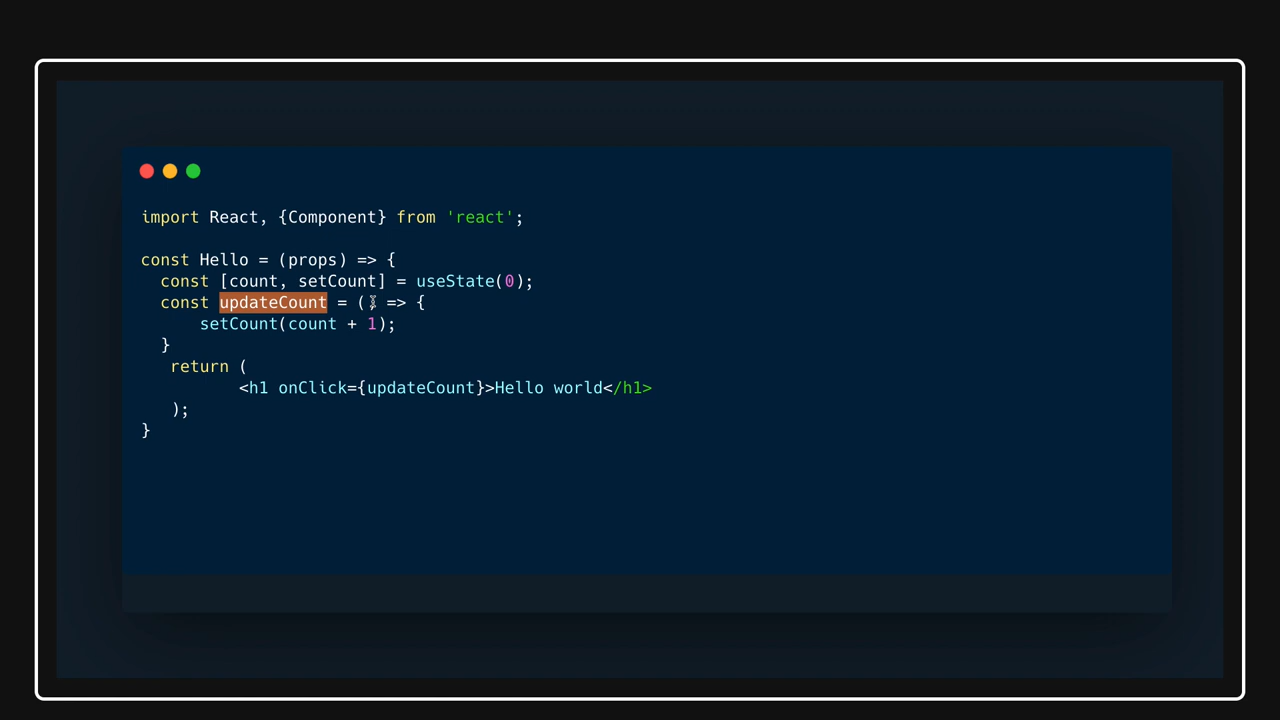 import React, {Component} from 'react';
const Hello = (props) => {
const [count, setCount] = useState(0);
const updateCount = () => {
setCount(count + 1);
}
return (
<h1 onClick={updateCount}>Hello world</h1>
);
}